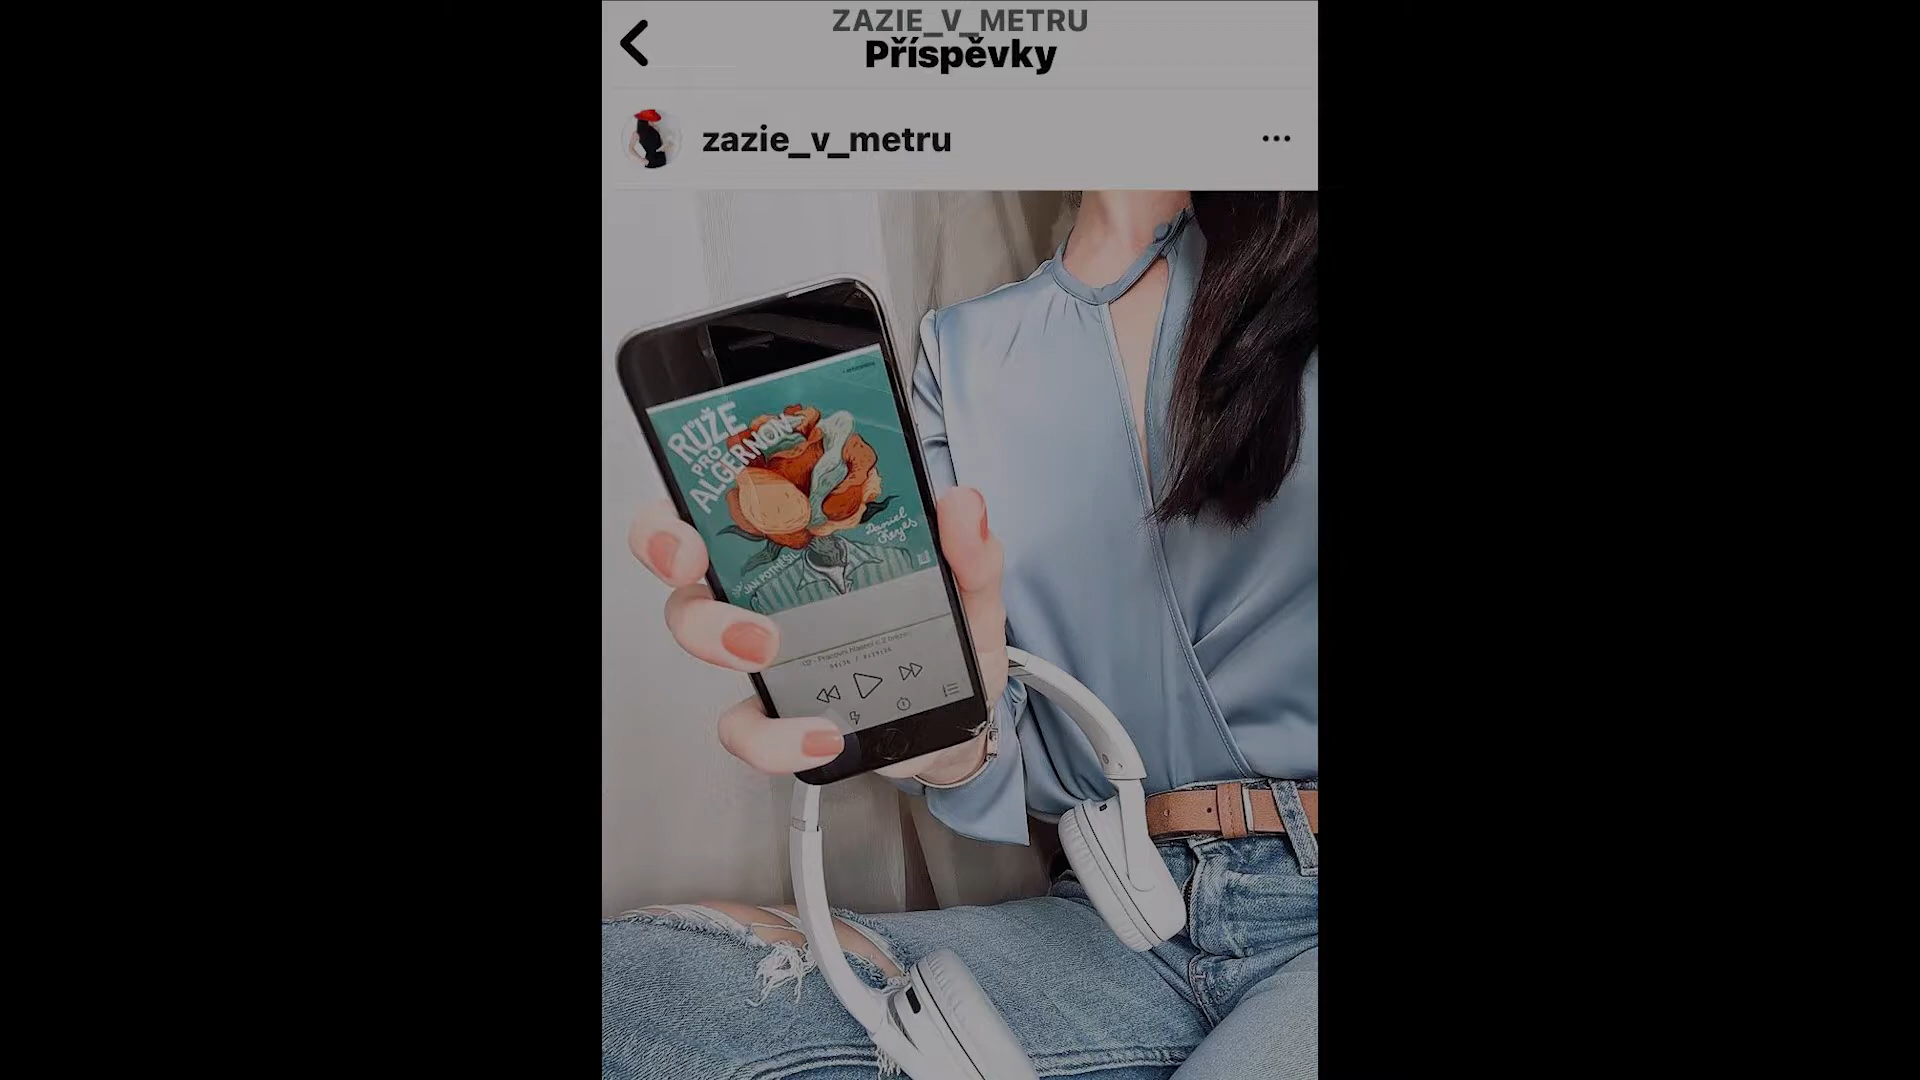 ZAZIE_V_METRU
Příspěvky
zazie_v_metru
RŮŽE
PRO
ALGERNON
Daniel
Keyes
JAN POTMĚŠIL